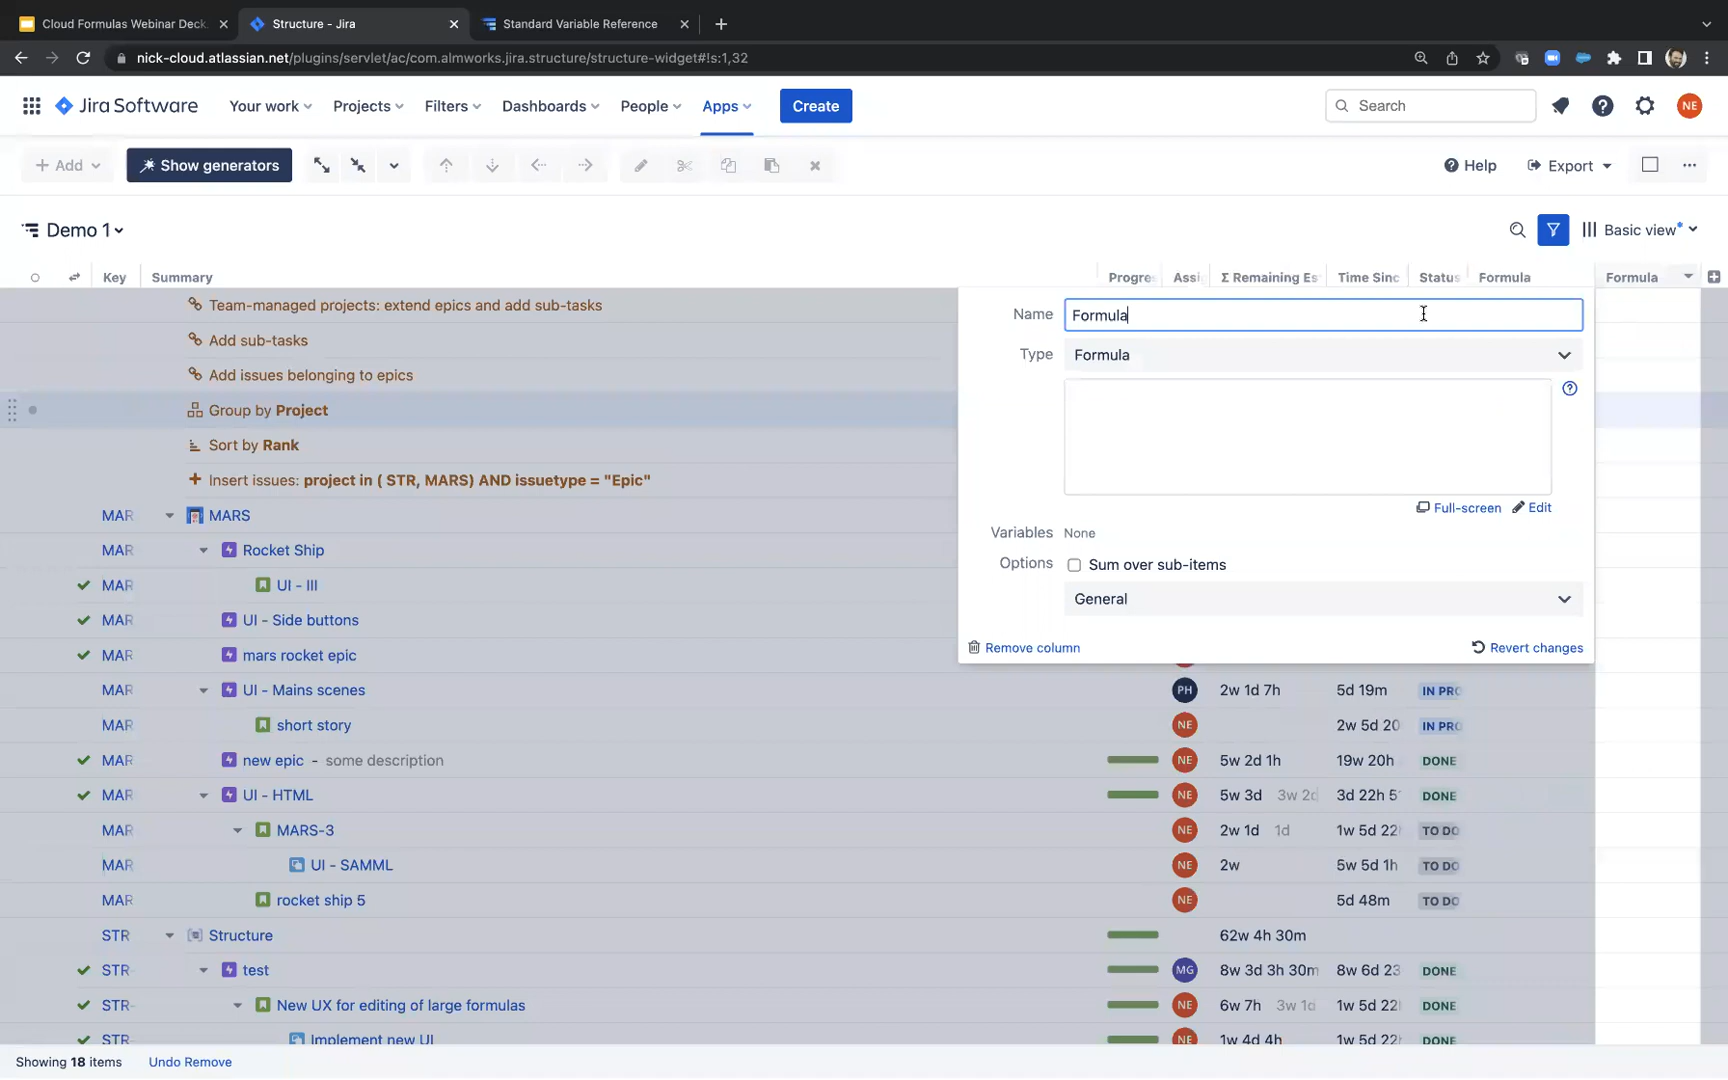 Cloud Formulas Webinar Deck
Structure - Jira
Standard Variable Reference
nick-cloud.atlassian.net/plugins/servlet/ac/com.almworks.jira.structure/structure-widget#!s:1,32
Jira Software
Your work
Projects
Filters
Dashboards
People
Apps
Create
Search
NE
Add
Show generators
Help
Export
Demo 1
Basic view*
Key
Summary
Progres
Assi
Σ Remaining Es
Time Sinc
Status
Formula
Formula
Team-managed projects: extend epics and add sub-tasks
Add sub-tasks
Add issues belonging to epics
Group by Project
Sort by Rank
+ Insert issues: project in ( STR, MARS) AND issuetype = "Epic"
Name
Formula
Type
Formula
Full-screen
Edit
Variables
None
Options
Sum over sub-items
General
Remove column
Revert changes
MAR MARS
MAR Rocket Ship
MAR UI - III
MAR UI - Side buttons
MAR mars rocket epic
MAR UI - Mains scenes PH 2w 1d 7h 5d 19m IN PRO
MAR short story NE 2w 5d 20 IN PRO
MAR new epic - some description NE 5w 2d 1h 19w 20h DONE
MAR UI - HTML NE 5w 3d 3w 2d 3d 22h 5 DONE
MAR MARS-3 NE 2w 1d 1d 1w 5d 22 TO DO
MAR UI - SAMML NE 2w 5w 5d 1h TO DO
MAR rocket ship 5 NE 5d 48m TO DO
STR Structure 62w 4h 30m
STR- test MG 8w 3d 3h 30m 8w 6d 23 DONE
STR- New UX for editing of large formulas NE 6w 7h 3w 1d 1w 5d 22 DONE
STR- Implement new UI NE 1w 4d 4h 1w 5d 22 DONE
Showing 18 items
Undo Remove